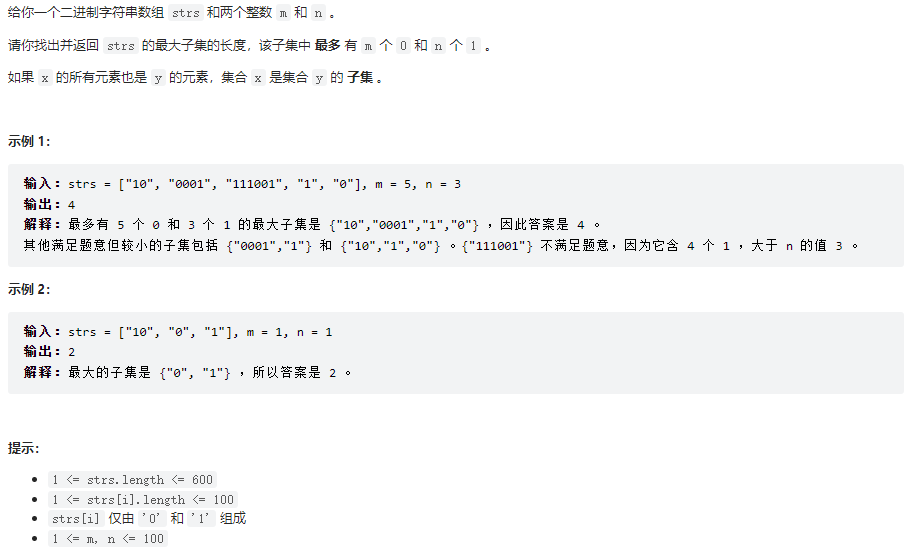 给你一个二进制字符串数组 strs 和两个整数 m 和 n 。
请你找出并返回 strs 的最大子集的长度，该子集中 最多 有 m 个 0 和 n 个 1 。
如果 x 的所有元素也是 y 的元素，集合 x 是集合 y 的 子集 。
示例 1：
输入：strs = ["10", "0001", "111001", "1", "0"], m = 5, n = 3
输出：4
解释：最多有 5 个 0 和 3 个 1 的最大子集是 {"10","0001","1","0"} ，因此答案是 4 。
其他满足题意但较小的子集包括 {"0001","1"} 和 {"10","1","0"} 。{"111001"} 不满足题意，因为它含 4 个 1 ，大于 n 的值 3 。
示例 2：
输入：strs = ["10", "0", "1"], m = 1, n = 1
输出：2
解释：最大的子集是 {"0", "1"} ，所以答案是 2 。
提示：
• 1 <= strs.length <= 600
• 1 <= strs[i].length <= 100
• strs[i] 仅由 '0' 和 '1' 组成
• 1 <= m, n <= 100